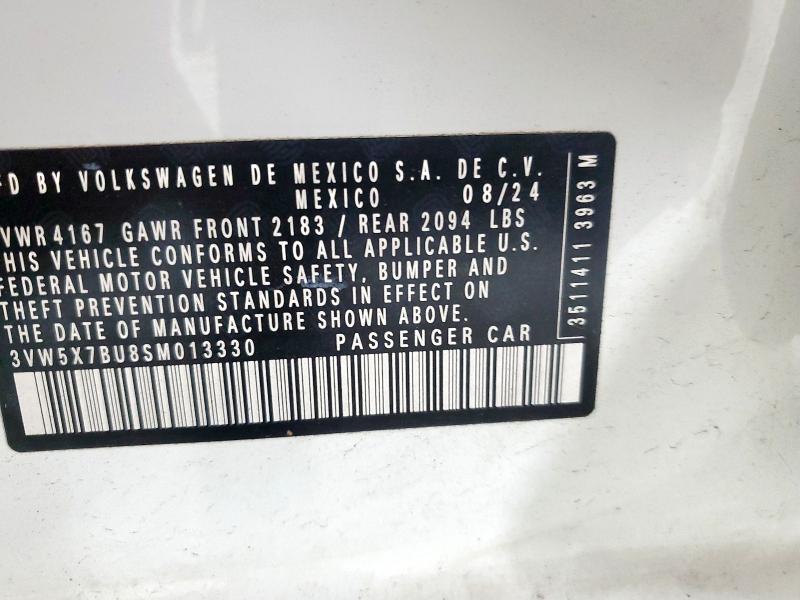 'D BY VOLKSWAGEN DE MEXICO S.A. DE C.V.
MEXICO 08/24
VWR 4167 GAWR FRONT 2183 / REAR 2094 LBS
HIS VEHICLE CONFORMS TO ALL APPLICABLE U.S.
FEDERAL MOTOR VEHICLE SAFETY, BUMPER AND
THEFT PREVENTION STANDARDS IN EFFECT ON
THE DATE OF MANUFACTURE SHOWN ABOVE.
3VW5X7BU8SM013330 PASSENGER CAR
3511411 3963 M